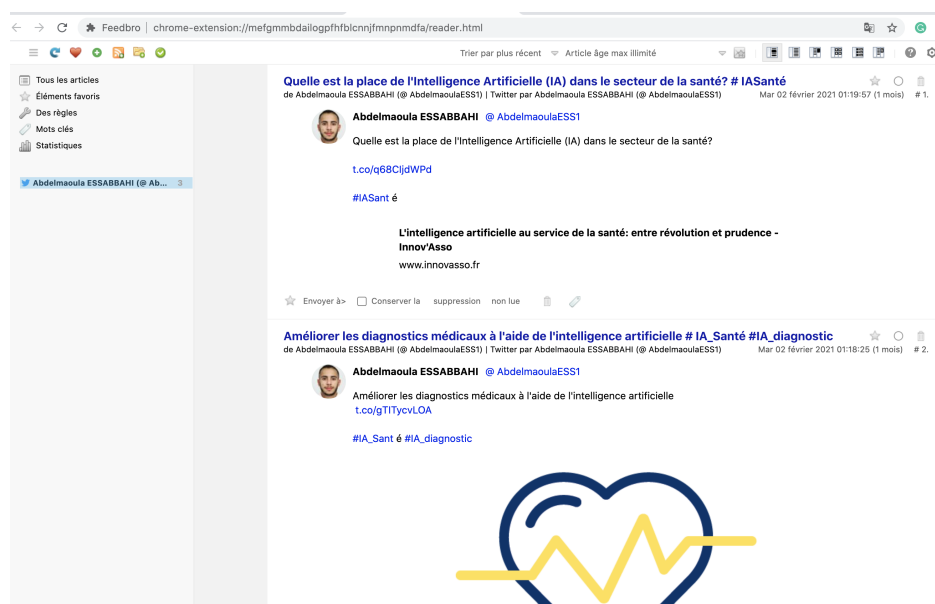 Feedbro | chrome-extension://mefgmmbdailogpfhfblcnnjfmnpnmdfa/reader.html
Trier par plus récent Article âge max illimité
Tous les articles
Éléments favoris
Des règles
Mots clés
Statistiques
Abdelmaoula ESSABBAHI (@ Ab... 3
Quelle est la place de l'Intelligence Artificielle (IA) dans le secteur de la santé? # IASanté
de Abdelmaoula ESSABBAHI (@ AbdelmaoulaES​S1) | Twitter par Abdelmaoula ESSABBAHI (@ AbdelmaoulaESS1) Mar 02 février 2021 01:19:57 (1 mois) # 1.
Abdelmaoula ESSABBAHI @ AbdelmaoulaESS1
Quelle est la place de l'Intelligence Artificielle (IA) dans le secteur de la santé?
t.co/q68CIjdWPd
#IASant é
L'intelligence artificielle au service de la santé: entre révolution et prudence -
Innov'Asso
www.innovasso.fr
Envoyer à> Conserver la suppression non lue
Améliorer les diagnostics médicaux à l'aide de l'intelligence artificielle # IA_Santé #IA_diagnostic
de Abdelmaoula ESSABBAHI (@ AbdelmaoulaESS1) | Twitter par Abdelmaoula ESSABBAHI (@ AbdelmaoulaESS1) Mar 02 février 2021 01:18:25 (1 mois) # 2.
Abdelmaoula ESSABBAHI @ AbdelmaoulaESS1
Améliorer les diagnostics médicaux à l'aide de l'intelligence artificielle
t.co/gTITycvLOA
#IA_Sant é #IA_diagnostic